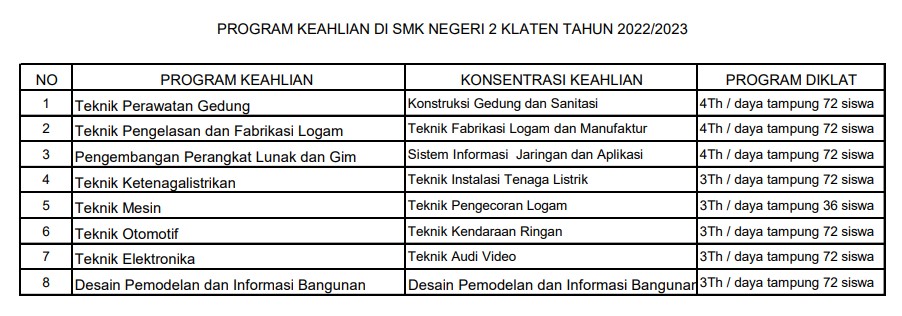 PROGRAM KEAHLIAN DI SMK NEGERI 2 KLATEN TAHUN 2022/2023
NO PROGRAM KEAHLIAN KONSENTRASI KEAHLIAN PROGRAM DIKLAT
1 Teknik Perawatan Gedung Konstruksi Gedung dan Sanitasi 4Th / daya tampung 72 siswa
2 Teknik Pengelasan dan Fabrikasi Logam Teknik Fabrikasi Logam dan Manufaktur 4Th / daya tampung 72 siswa
3 Pengembangan Perangkat Lunak dan Gim Sistem Informasi Jaringan dan Aplikasi 4Th / daya tampung 72 siswa
4 Teknik Ketenagalistrikan Teknik Instalasi Tenaga Listrik 3Th / daya tampung 72 siswa
5 Teknik Mesin Teknik Pengecoran Logam 3Th / daya tampung 36 siswa
6 Teknik Otomotif Teknik Kendaraan Ringan 3Th / daya tampung 72 siswa
7 Teknik Elektronika Teknik Audi Video 3Th / daya tampung 72 siswa
8 Desain Pemodelan dan Informasi Bangunan Desain Pemodelan dan Informasi Bangunan 3Th / daya tampung 72 siswa